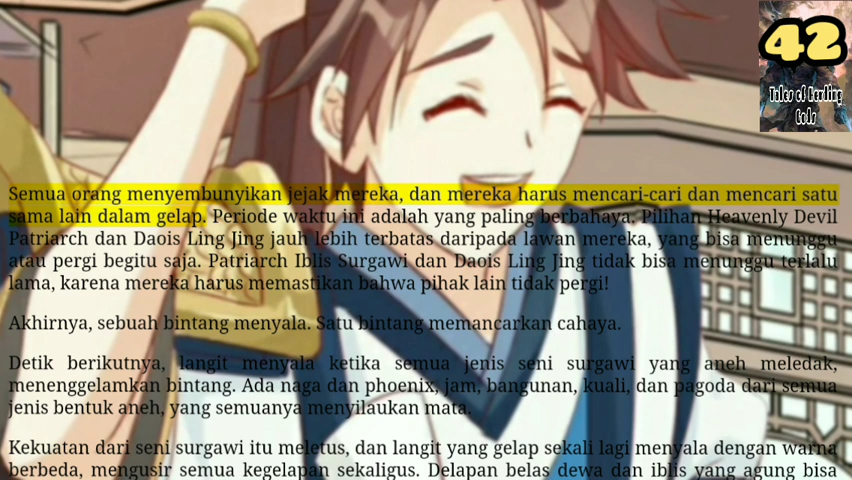 42
Tales of Herding
Gods
Semua orang menyembunyikan jejak mereka, dan mereka harus mencari-cari dan mencari satu
sama lain dalam gelap. Periode waktu ini adalah yang paling berbahaya. Pilihan Heavenly Devil
Patriarch dan Daois Ling Jing jauh lebih terbatas daripada lawan mereka, yang bisa menunggu
atau pergi begitu saja. Patriarch Iblis Surgawi dan Daois Ling Jing tidak bisa menunggu terlalu
lama, karena mereka harus memastikan bahwa pihak lain tidak pergi!
Akhirnya, sebuah bintang menyala. Satu bintang memancarkan cahaya.
Detik berikutnya, langit menyala ketika semua jenis seni surgawi yang aneh meledak,
menenggelamkan bintang. Ada naga dan phoenix, jam, bangunan, kuali, dan pagoda dari semua
jenis bentuk aneh, yang semuanya menyilaukan mata.
Kekuatan dari seni surgawi itu meletus, dan langit yang gelap sekali lagi menyala dengan warna
berbeda, mengusir semua kegelapan sekaligus. Delapan belas dewa dan iblis yang agung bisa